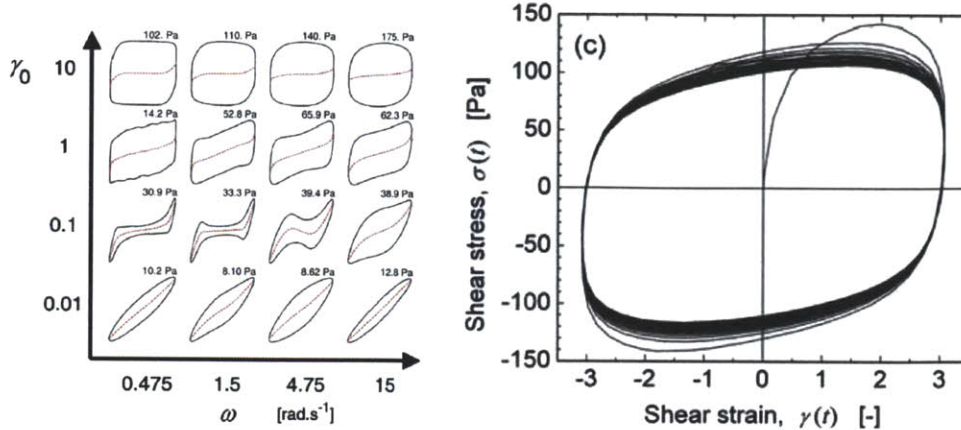 γ₀
10
102. Pa 110. Pa 140. Pa 175. Pa
1
14.2 Pa 52.8 Pa 65.9 Pa 62.3 Pa
0.1
30.9 Pa 33.3 Pa 39.4 Pa 38.9 Pa
0.01
10.2 Pa 8.10 Pa 8.62 Pa 12.8 Pa
0.475 1.5 4.75 15
ω [rad.s⁻¹]
(c)
Shear stress, σ(t) [Pa]
150
100
50
0
-50
-100
-150
-3 -2 -1 0 1 2 3
Shear strain, γ(t) [-]